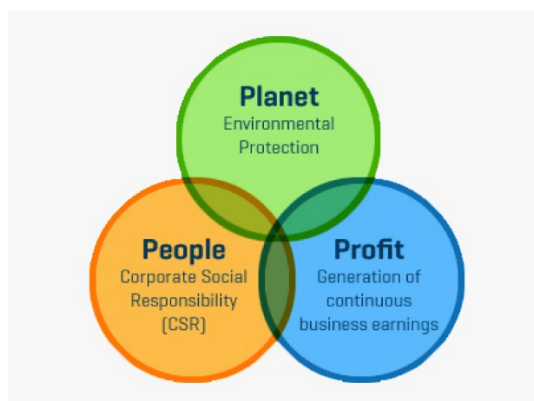 Planet
Environmental
Protection
People
Corporate Social
Responsibility
(CSR)
Profit
Generation of
continuous
business earnings